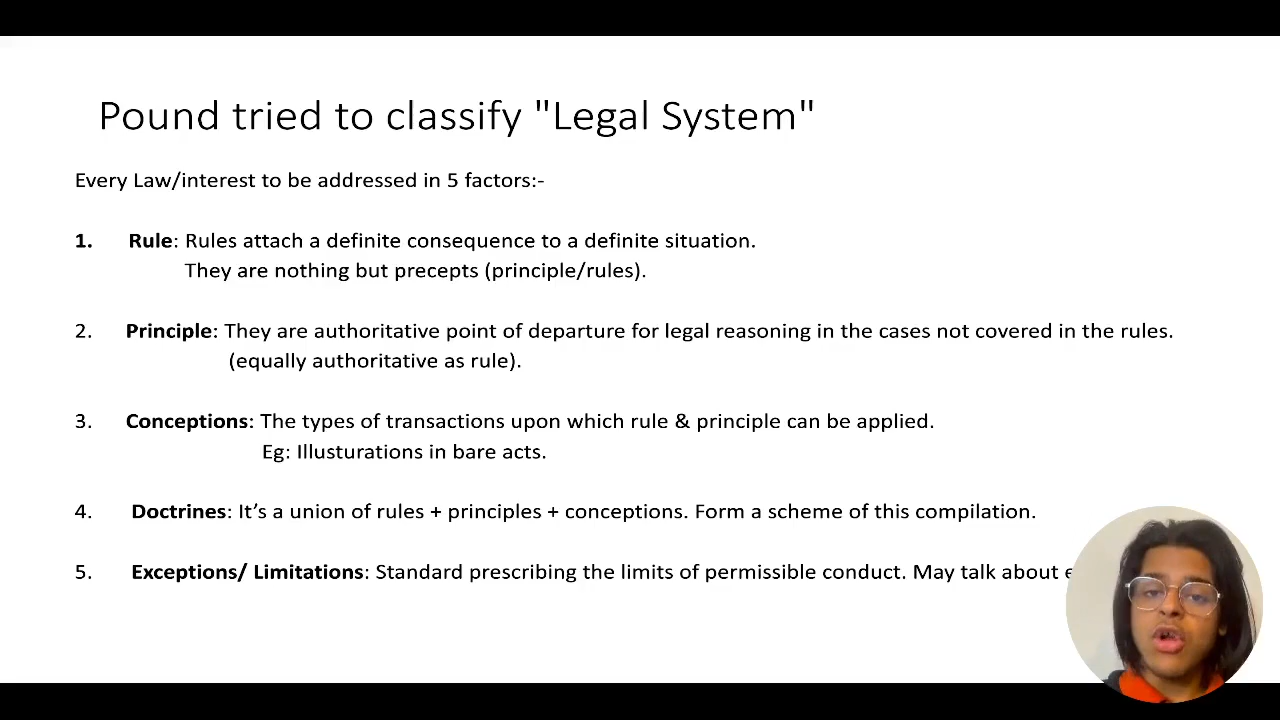 Pound tried to classify "Legal System"
Every Law/interest to be addressed in 5 factors:-
1. Rule: Rules attach a definite consequence to a definite situation.
They are nothing but precepts (principle/rules).
2. Principle: They are authoritative point of departure for legal reasoning in the cases not covered in the rules.
(equally authoritative as rule).
3. Conceptions: The types of transactions upon which rule & principle can be applied.
Eg: Illusturations in bare acts.
4. Doctrines: It’s a union of rules + principles + conceptions. Form a scheme of this compilation.
5. Exceptions/ Limitations: Standard prescribing the limits of permissible conduct. May talk about